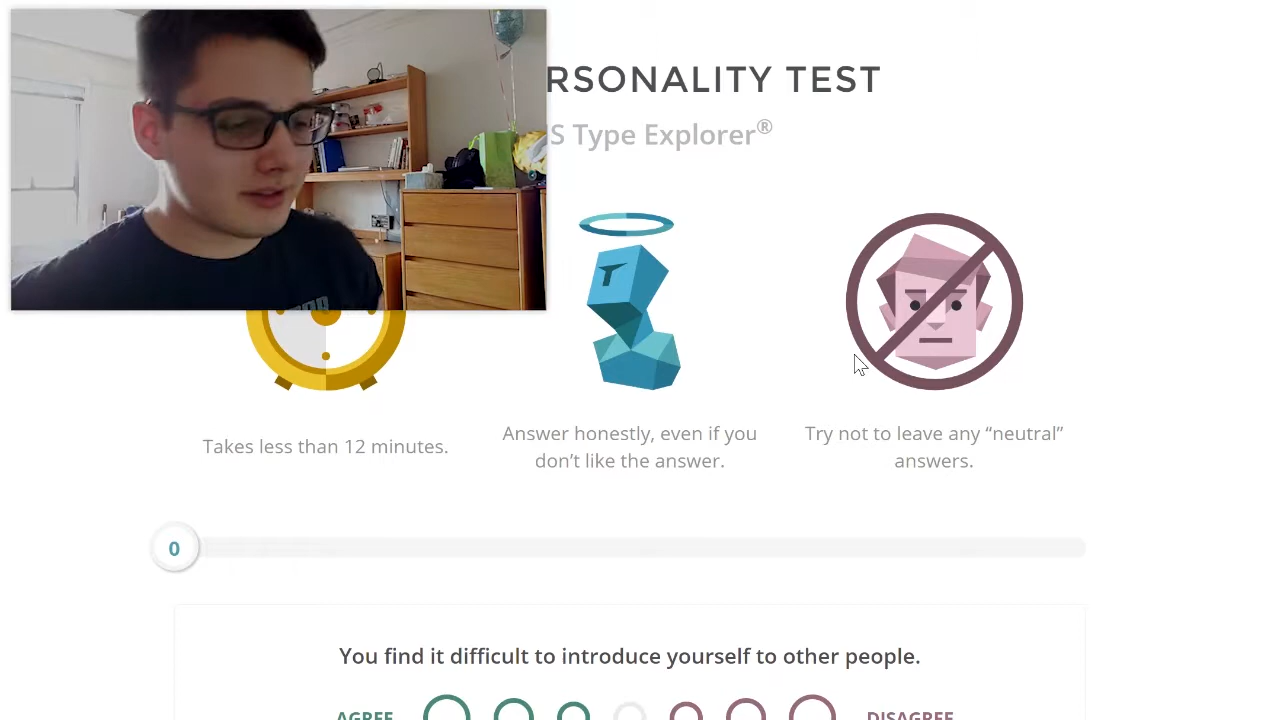 RSONALITY TEST
IS Type Explorer®
Takes less than 12 minutes.
Answer honestly, even if you
don’t like the answer.
Try not to leave any “neutral”
answers.
0
You find it difficult to introduce yourself to other people.
AGREE DISAGREE